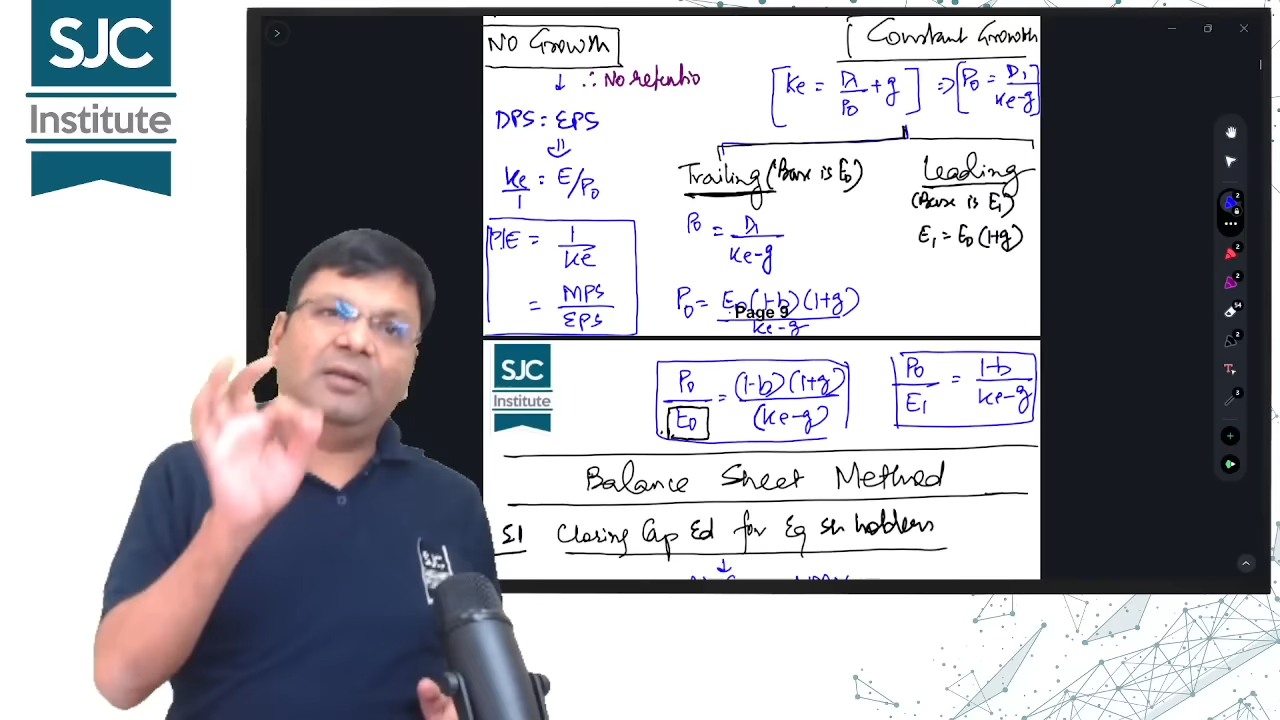 SJC
Institute
NO Growth
↓ ∴ No retentio
DPS = EPS
⇓
Ke/1 = E/P0
P/E = 1/Ke
= MPS/EPS
Constant Growth
[Ke = D1/P0 + g] ⇒ [P0 = D1/Ke-g]
Trailing (Base is E0)
P0 = D1/Ke-g
P0 = E0(1-b)(1+g)/Ke-g
Leading
(Base is E1)
E1 = E0(1+g)
Page 9
SJC
Institute
P0/E0 = (1-b)(1+g)/(Ke-g)
P0/E1 = 1-b/Ke-g
Balance Sheet Method
S1 Closing Cap Ed for Eq sh holders
↓
SJC